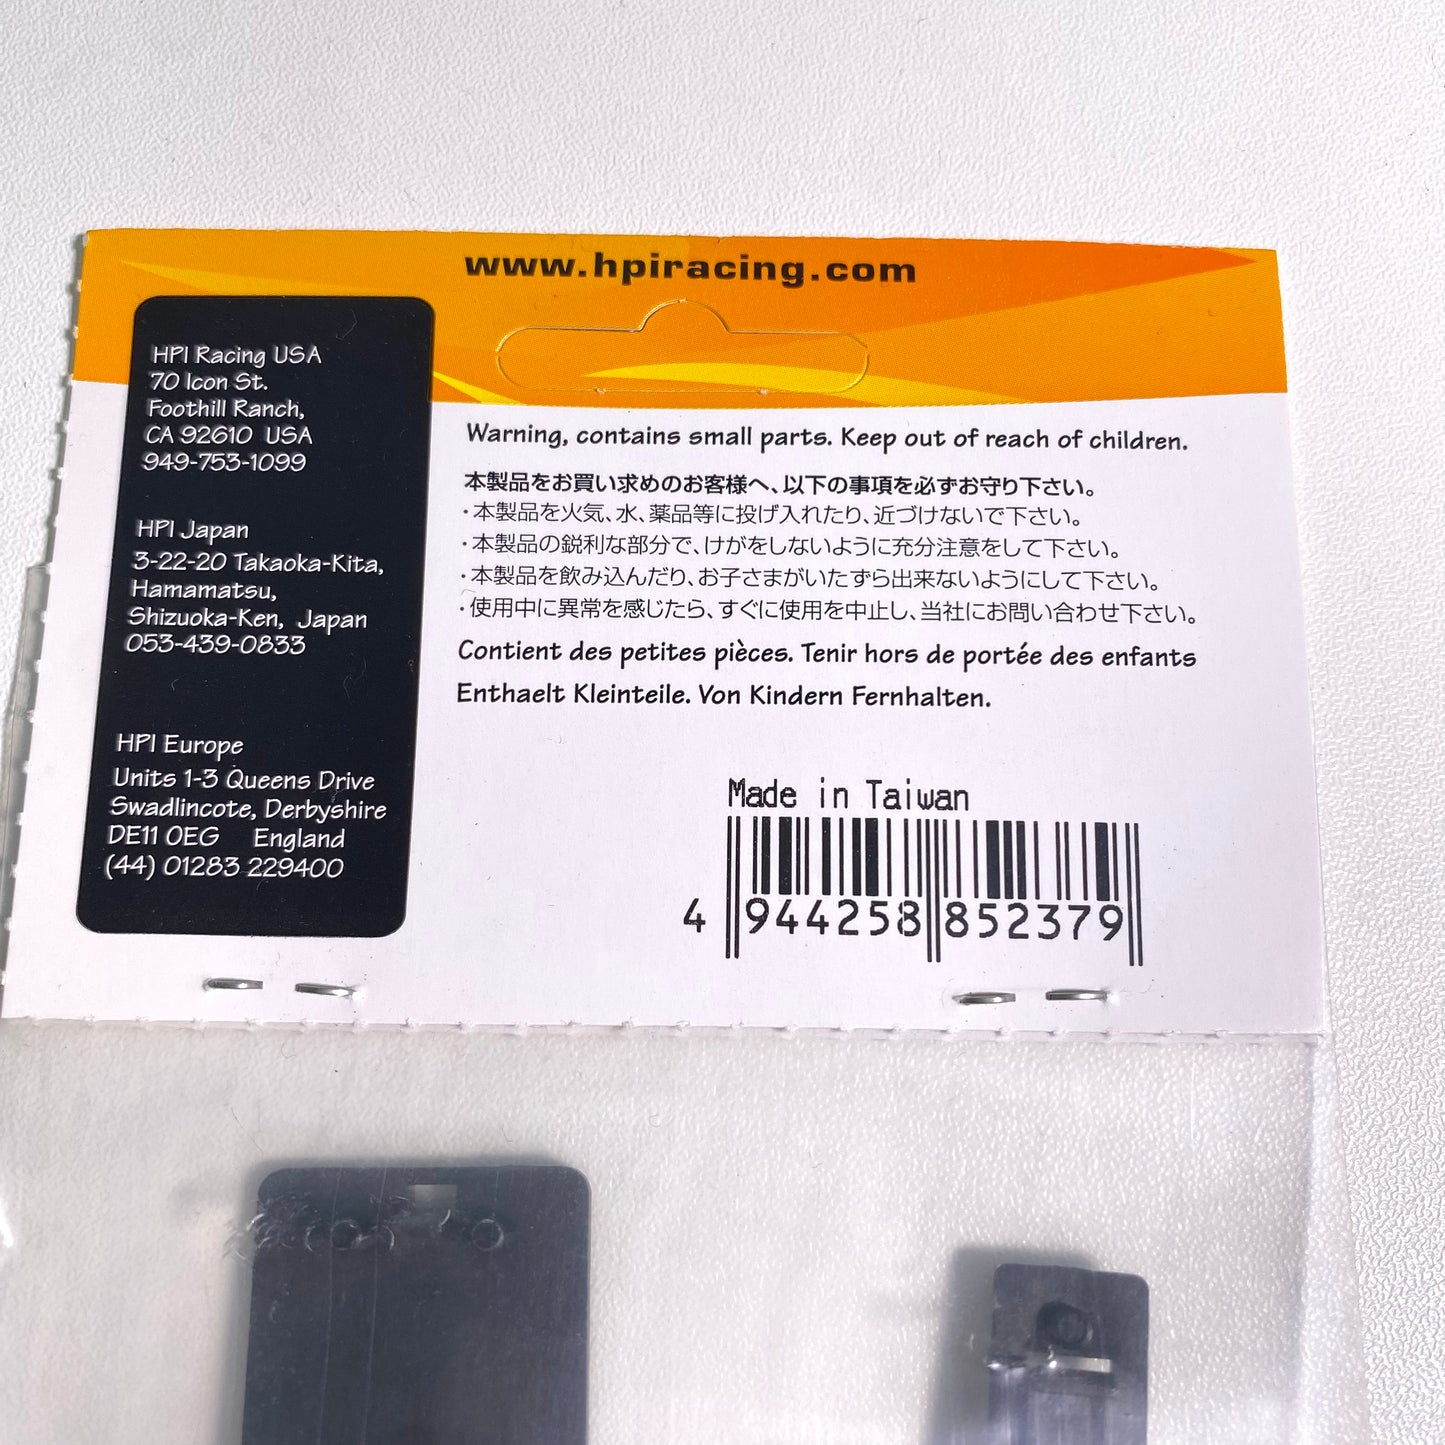 www.hpiracing.com
HPI Racing USA
70 Icon St.
Foothill Ranch,
CA 92610 USA
949-753-1099
HPI Japan
3-22-20 Takaoka-Kita,
Hamamatsu,
Shizuoka-Ken, Japan
053-439-0833
HPI Europe
Units 1-3 Queens Drive
Swadlincote, Derbyshire
DE11 0EG England
(44) 01283 229400
Warning, contains small parts. Keep out of reach of children.
本製品をお買い求めのお客様へ、以下の事項を必ずお守り下さい。
・本製品を火気、水、薬品等に投げ入れたり、近づけないで下さい。
・本製品の鋭利な部分で、けがをしないように充分注意をして下さい。
・本製品を飲み込んだり、お子さまがいたずら出来ないようにして下さい。
・使用中に異常を感じたら、すぐに使用を中止し、当社にお問い合わせ下さい。
Contient des petites pièces. Tenir hors de portée des enfants
Enthaelt Kleinteile. Von Kindern Fernhalten.
Made in Taiwan
4 944258 852379